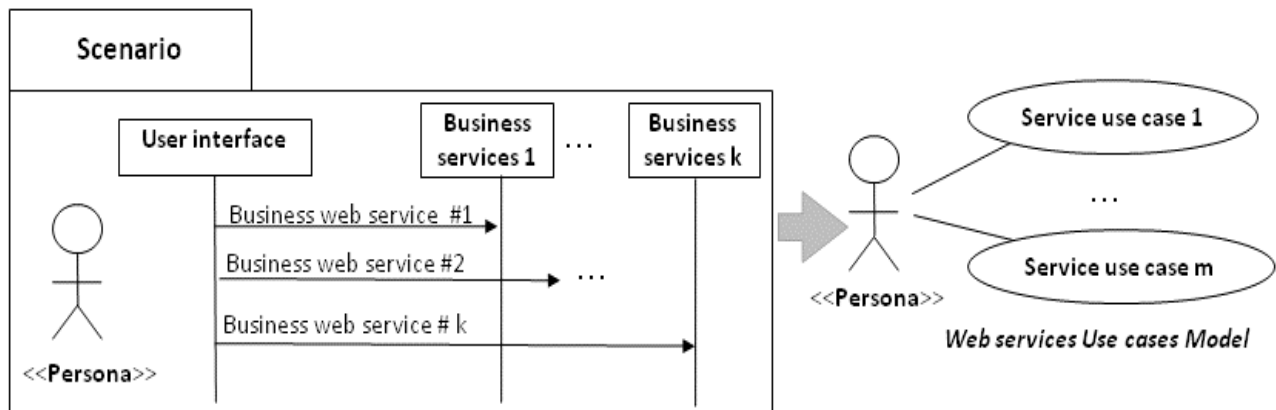 Scenario
User interface
Business
services 1
...
Business
services k
Business web service #1
Business web service #2
...
Business web service # k
<<Persona>>
Service use case 1
...
Service use case m
<<Persona>>
Web services Use cases Model